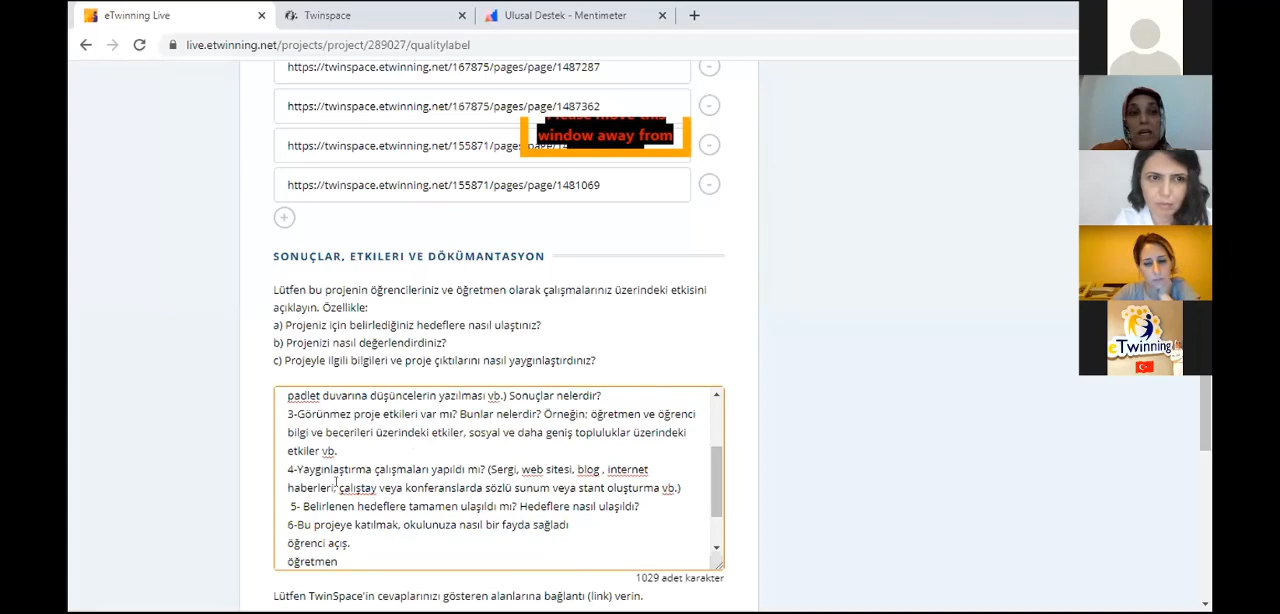 eTwinning Live
Twinspace
Ulusal Destek - Mentimeter
live.etwinning.net/projects/project/289027/qualitylabel
https://twinspace.etwinning.net/167875/pages/page/1487287
https://twinspace.etwinning.net/167875/pages/page/1487362
Please move this
window away from
https://twinspace.etwinning.net/155871/pages
https://twinspace.etwinning.net/155871/pages/page/1481069
SONUÇLAR, ETKILERI VE DÖKÜMANTASYON
Lütfen bu projenin öğrencileriniz ve öğretmen olarak çalışmalarınız üzerindeki etkisini
açıklayın. Özellikle:
a) Projeniz için belirlediğiniz hedeflere nasıl ulaştınız?
b) Projenizi nasıl değerlendirdiniz?
c) Projeyle ilgili bilgileri ve proje çıktılarını nasıl yaygınlaştırdınız?
padlet duvarına düşüncelerin yazılması vb.) Sonuçlar nelerdir?
3-Görünmez proje etkileri var mı? Bunlar nelerdir? Örneğin; öğretmen ve öğrenci
bilgi ve becerileri üzerindeki etkiler, sosyal ve daha geniş topluluklar üzerindeki
etkiler vb.
4-Yaygınlaştırma çalışmaları yapıldı mı? (Sergi, web sitesi, blog , internet
haberleri, çalıştay veya konferanslarda sözlü sunum veya stant oluşturma vb.)
5- Belirlenen hedeflere tamamen ulaşıldı mı? Hedeflere nasıl ulaşıldı?
6-Bu projeye katılmak, okulunuza nasıl bir fayda sağladı
öğrenci açış.
öğretmen
1029 adet karakter
Lütfen TwinSpace'in cevaplarınızı gösteren alanlarına bağlantı (link) verin.
eTwinning